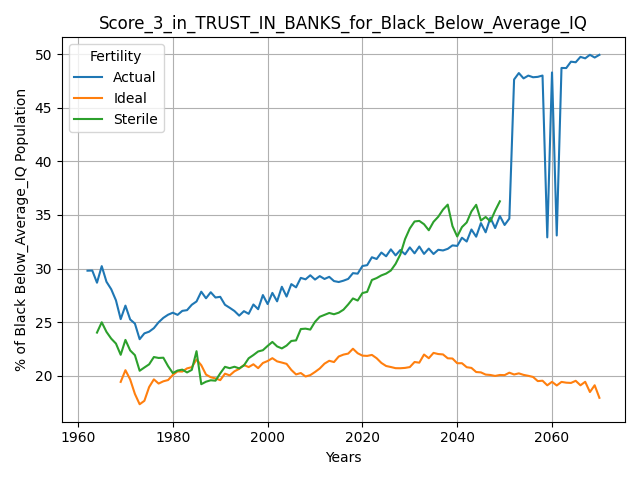 Score_3_in_TRUST_IN_BANKS_for_Black_Below_Average_IQ
Fertility
Actual
Ideal
Sterile
% of Black Below_Average_IQ Population
50
45
40
35
30
25
20
1960
1980
2000
2020
2040
2060
Years